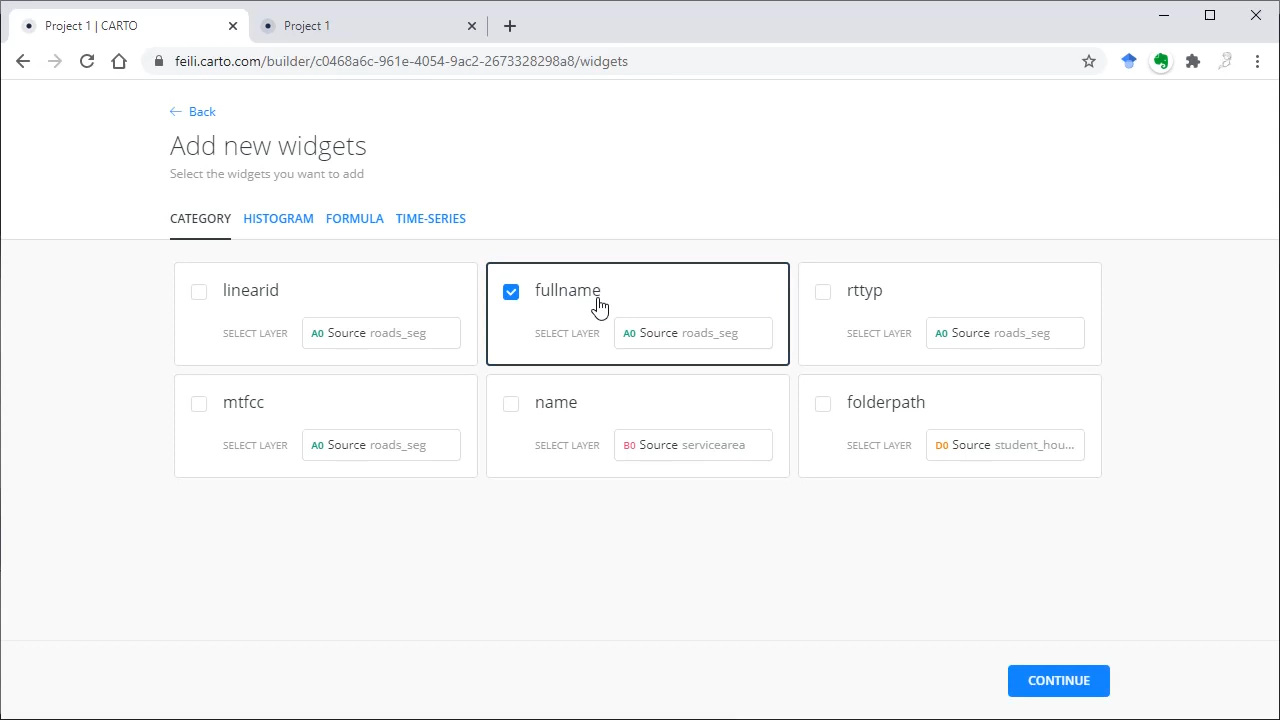 Project 1 | CARTO
Project 1
feili.carto.com/builder/c0468a6c-961e-4954-9ac2-2673328298a8/widgets
Back
Add new widgets
Select the widgets you want to add
CATEGORY HISTOGRAM FORMULA TIME-SERIES
linearid
SELECT LAYER A0 Source roads_seg
fullname
SELECT LAYER A0 Source roads_seg
rttyp
SELECT LAYER A0 Source roads_seg
mtfcc
SELECT LAYER A0 Source roads_seg
name
SELECT LAYER B0 Source servicearea
folderpath
SELECT LAYER D0 Source student_hou...
CONTINUE